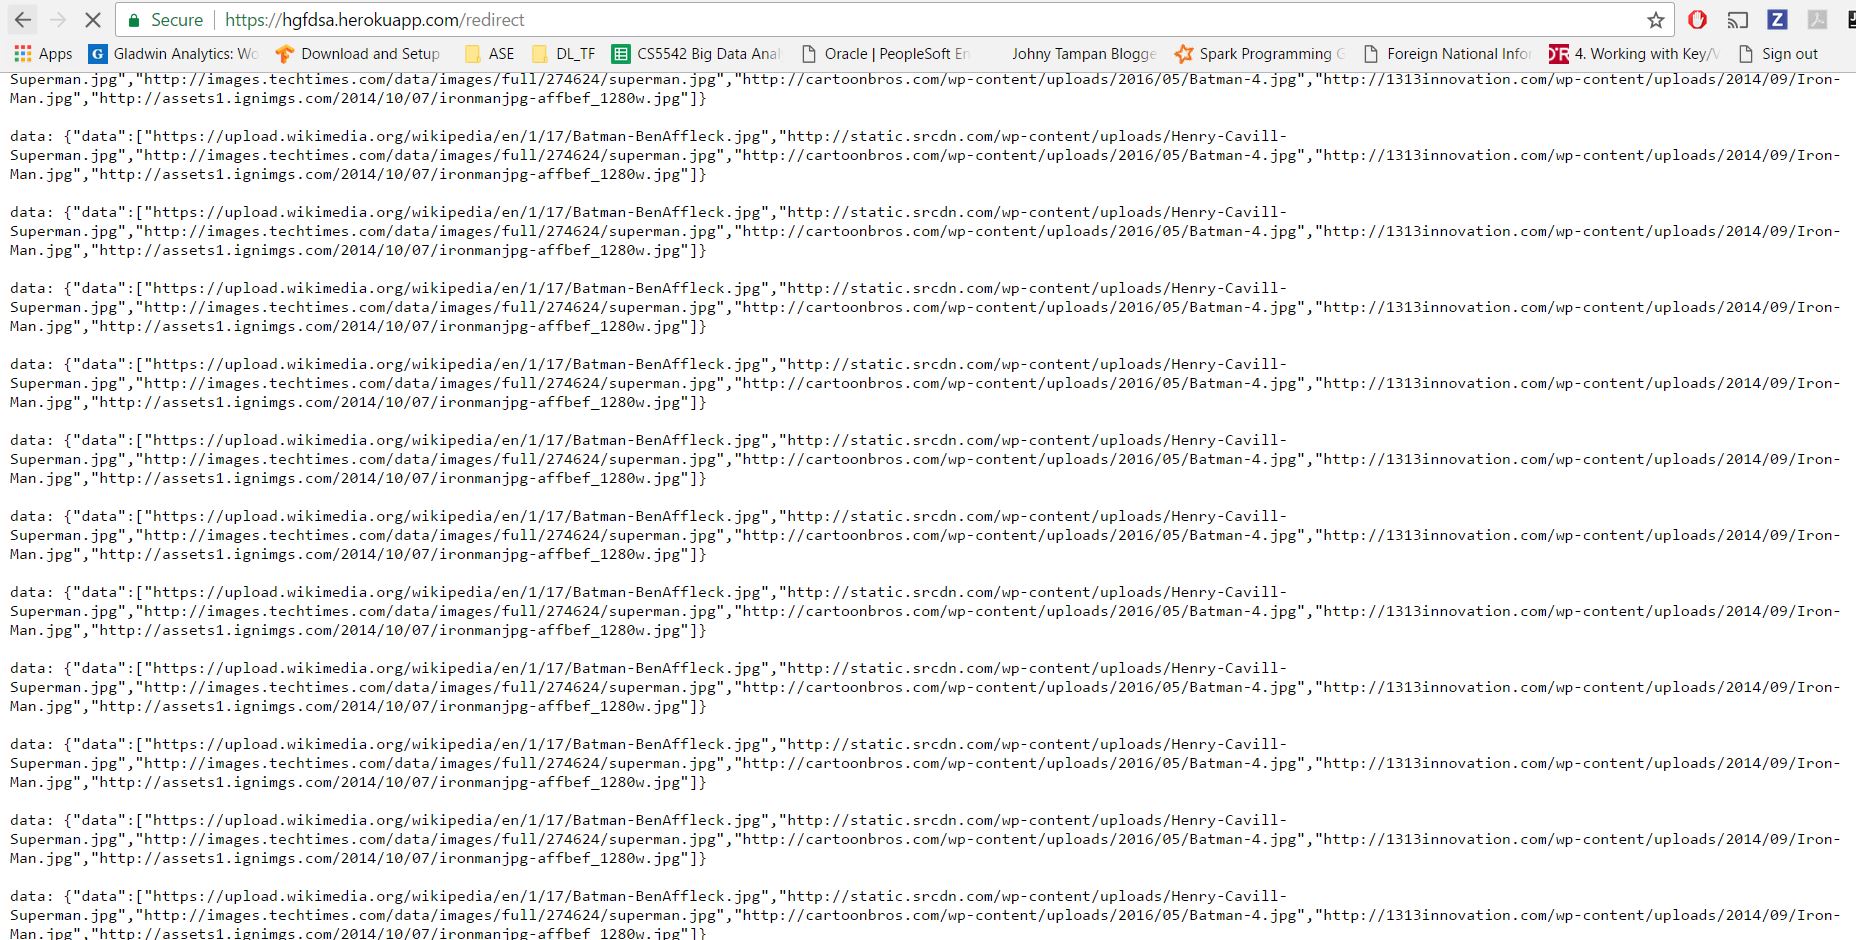 Secure https://hgfdsa.herokuapp.com/redirect
Apps Gladwin Analytics: Wo Download and Setup ASE DL_TF CS5542 Big Data Anal Oracle | PeopleSoft En Johny Tampan Blogge Spark Programming G Foreign National Infor 4. Working with Key/V Sign out
Superman.jpg","http://images.techtimes.com/data/images/full/274624/superman.jpg","http://cartoonbros.com/wp-content/uploads/2016/05/Batman-4.jpg","http://1313innovation.com/wp-content/uploads/2014/09/Iron-
Man.jpg","http://assets1.ignimgs.com/2014/10/07/ironmanjpg-affbef_1280w.jpg"]}
data: {"data":["https://upload.wikimedia.org/wikipedia/en/1/17/Batman-BenAffleck.jpg","http://static.srcdn.com/wp-content/uploads/Henry-Cavill-
Superman.jpg","http://images.techtimes.com/data/images/full/274624/superman.jpg","http://cartoonbros.com/wp-content/uploads/2016/05/Batman-4.jpg","http://1313innovation.com/wp-content/uploads/2014/09/Iron-
Man.jpg","http://assets1.ignimgs.com/2014/10/07/ironmanjpg-affbef_1280w.jpg"]}
data: {"data":["https://upload.wikimedia.org/wikipedia/en/1/17/Batman-BenAffleck.jpg","http://static.srcdn.com/wp-content/uploads/Henry-Cavill-
Superman.jpg","http://images.techtimes.com/data/images/full/274624/superman.jpg","http://cartoonbros.com/wp-content/uploads/2016/05/Batman-4.jpg","http://1313innovation.com/wp-content/uploads/2014/09/Iron-
Man.jpg","http://assets1.ignimgs.com/2014/10/07/ironmanjpg-affbef_1280w.jpg"]}
data: {"data":["https://upload.wikimedia.org/wikipedia/en/1/17/Batman-BenAffleck.jpg","http://static.srcdn.com/wp-content/uploads/Henry-Cavill-
Superman.jpg","http://images.techtimes.com/data/images/full/274624/superman.jpg","http://cartoonbros.com/wp-content/uploads/2016/05/Batman-4.jpg","http://1313innovation.com/wp-content/uploads/2014/09/Iron-
Man.jpg","http://assets1.ignimgs.com/2014/10/07/ironmanjpg-affbef_1280w.jpg"]}
data: {"data":["https://upload.wikimedia.org/wikipedia/en/1/17/Batman-BenAffleck.jpg","http://static.srcdn.com/wp-content/uploads/Henry-Cavill-
Superman.jpg","http://images.techtimes.com/data/images/full/274624/superman.jpg","http://cartoonbros.com/wp-content/uploads/2016/05/Batman-4.jpg","http://1313innovation.com/wp-content/uploads/2014/09/Iron-
Man.jpg","http://assets1.ignimgs.com/2014/10/07/ironmanjpg-affbef_1280w.jpg"]}
data: {"data":["https://upload.wikimedia.org/wikipedia/en/1/17/Batman-BenAffleck.jpg","http://static.srcdn.com/wp-content/uploads/Henry-Cavill-
Superman.jpg","http://images.techtimes.com/data/images/full/274624/superman.jpg","http://cartoonbros.com/wp-content/uploads/2016/05/Batman-4.jpg","http://1313innovation.com/wp-content/uploads/2014/09/Iron-
Man.jpg","http://assets1.ignimgs.com/2014/10/07/ironmanjpg-affbef_1280w.jpg"]}
data: {"data":["https://upload.wikimedia.org/wikipedia/en/1/17/Batman-BenAffleck.jpg","http://static.srcdn.com/wp-content/uploads/Henry-Cavill-
Superman.jpg","http://images.techtimes.com/data/images/full/274624/superman.jpg","http://cartoonbros.com/wp-content/uploads/2016/05/Batman-4.jpg","http://1313innovation.com/wp-content/uploads/2014/09/Iron-
Man.jpg","http://assets1.ignimgs.com/2014/10/07/ironmanjpg-affbef_1280w.jpg"]}
data: {"data":["https://upload.wikimedia.org/wikipedia/en/1/17/Batman-BenAffleck.jpg","http://static.srcdn.com/wp-content/uploads/Henry-Cavill-
Superman.jpg","http://images.techtimes.com/data/images/full/274624/superman.jpg","http://cartoonbros.com/wp-content/uploads/2016/05/Batman-4.jpg","http://1313innovation.com/wp-content/uploads/2014/09/Iron-
Man.jpg","http://assets1.ignimgs.com/2014/10/07/ironmanjpg-affbef_1280w.jpg"]}
data: {"data":["https://upload.wikimedia.org/wikipedia/en/1/17/Batman-BenAffleck.jpg","http://static.srcdn.com/wp-content/uploads/Henry-Cavill-
Superman.jpg","http://images.techtimes.com/data/images/full/274624/superman.jpg","http://cartoonbros.com/wp-content/uploads/2016/05/Batman-4.jpg","http://1313innovation.com/wp-content/uploads/2014/09/Iron-
Man.jpg","http://assets1.ignimgs.com/2014/10/07/ironmanjpg-affbef_1280w.jpg"]}
data: {"data":["https://upload.wikimedia.org/wikipedia/en/1/17/Batman-BenAffleck.jpg","http://static.srcdn.com/wp-content/uploads/Henry-Cavill-
Superman.jpg","http://images.techtimes.com/data/images/full/274624/superman.jpg","http://cartoonbros.com/wp-content/uploads/2016/05/Batman-4.jpg","http://1313innovation.com/wp-content/uploads/2014/09/Iron-
Man.jpg","http://assets1.ignimgs.com/2014/10/07/ironmanjpg-affbef_1280w.jpg"]}
data: {"data":["https://upload.wikimedia.org/wikipedia/en/1/17/Batman-BenAffleck.jpg","http://static.srcdn.com/wp-content/uploads/Henry-Cavill-
Superman.jpg","http://images.techtimes.com/data/images/full/274624/superman.jpg","http://cartoonbros.com/wp-content/uploads/2016/05/Batman-4.jpg","http://1313innovation.com/wp-content/uploads/2014/09/Iron-
Man.jpg","http://assets1.ignimgs.com/2014/10/07/ironmanjpg-affbef_1280w.jpg"]}
data: {"data":["https://upload.wikimedia.org/wikipedia/en/1/17/Batman-BenAffleck.jpg","http://static.srcdn.com/wp-content/uploads/Henry-Cavill-
Superman.jpg","http://images.techtimes.com/data/images/full/274624/superman.jpg","http://cartoonbros.com/wp-content/uploads/2016/05/Batman-4.jpg","http://1313innovation.com/wp-content/uploads/2014/09/Iron-
Man.jpg","http://assets1.ignimgs.com/2014/10/07/ironmanjpg-affbef_1280w.jpg"]}